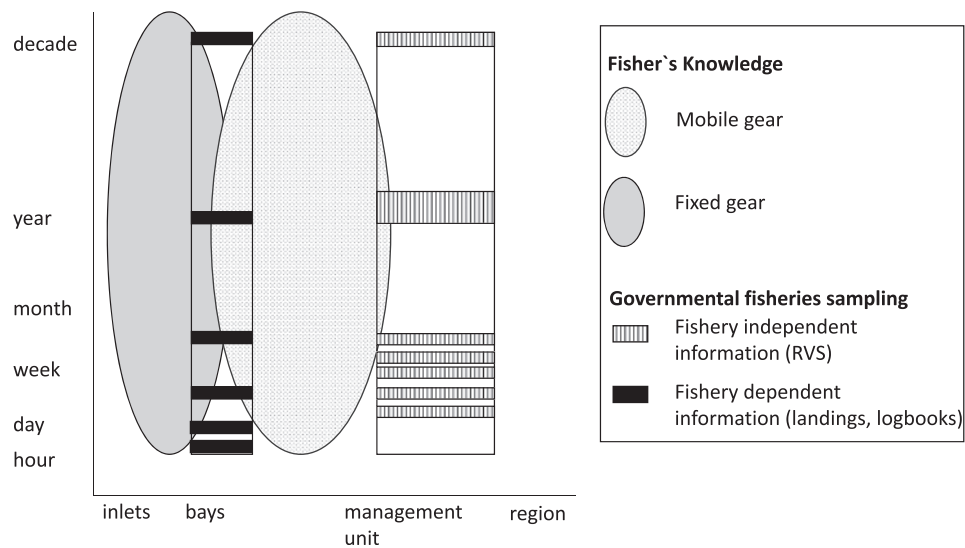 decade
year
month
week
day
hour
inlets
bays
management
unit
region
Fisher`s Knowledge
Mobile gear
Fixed gear
Governmental fisheries sampling
Fishery independent
information (RVS)
Fishery dependent
information (landings, logbooks)